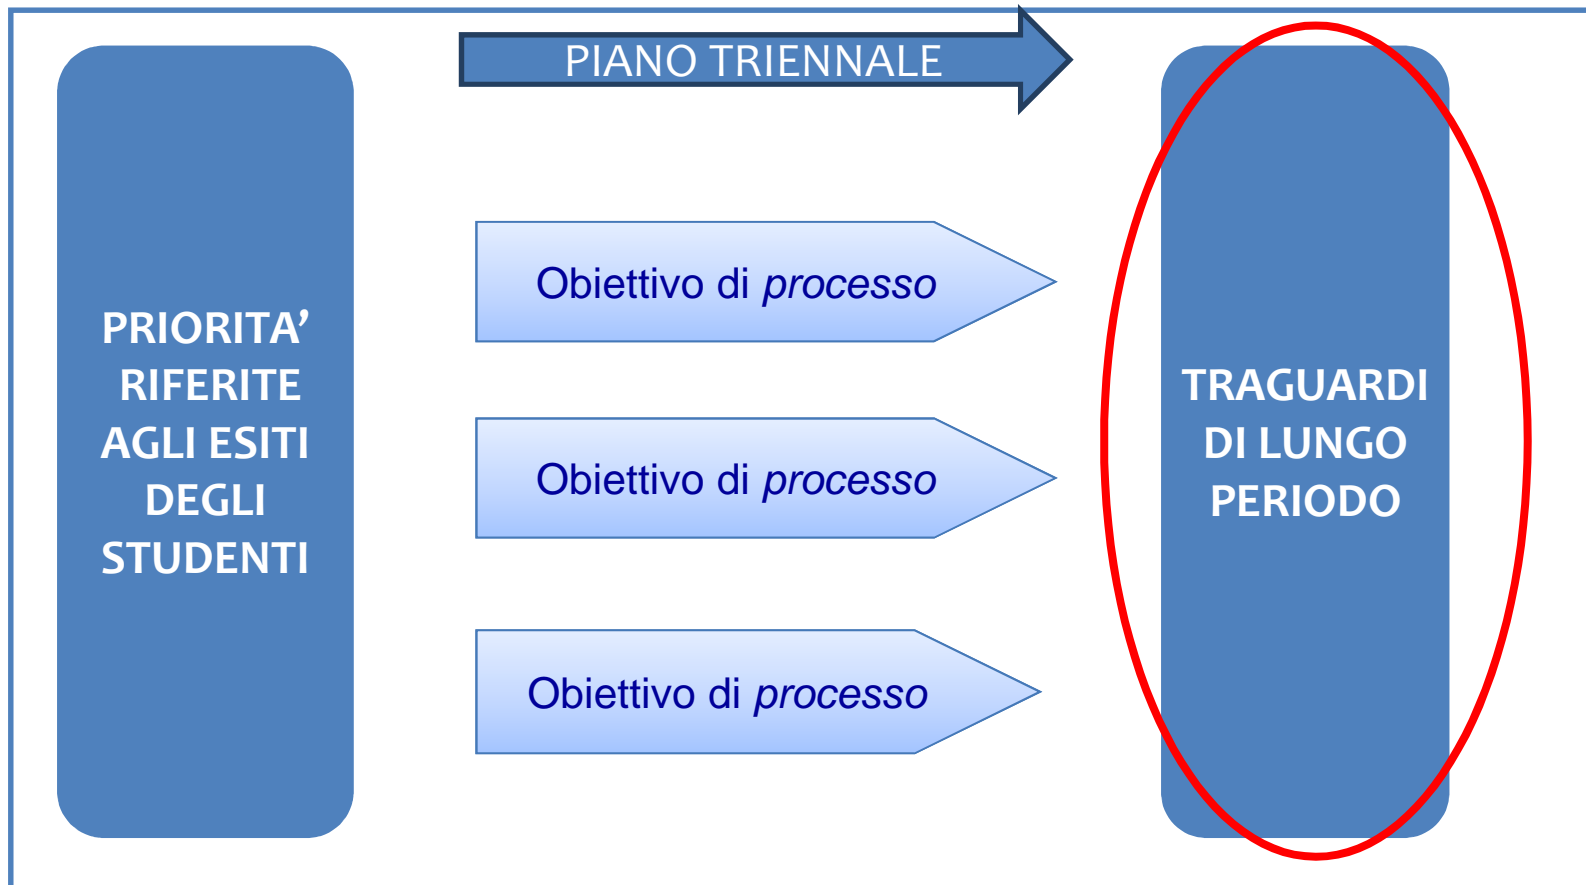 PIANO TRIENNALE
PRIORITA’
RIFERITE
AGLI ESITI
DEGLI
STUDENTI
Obiettivo di processo
Obiettivo di processo
Obiettivo di processo
TRAGUARDI
DI LUNGO
PERIODO